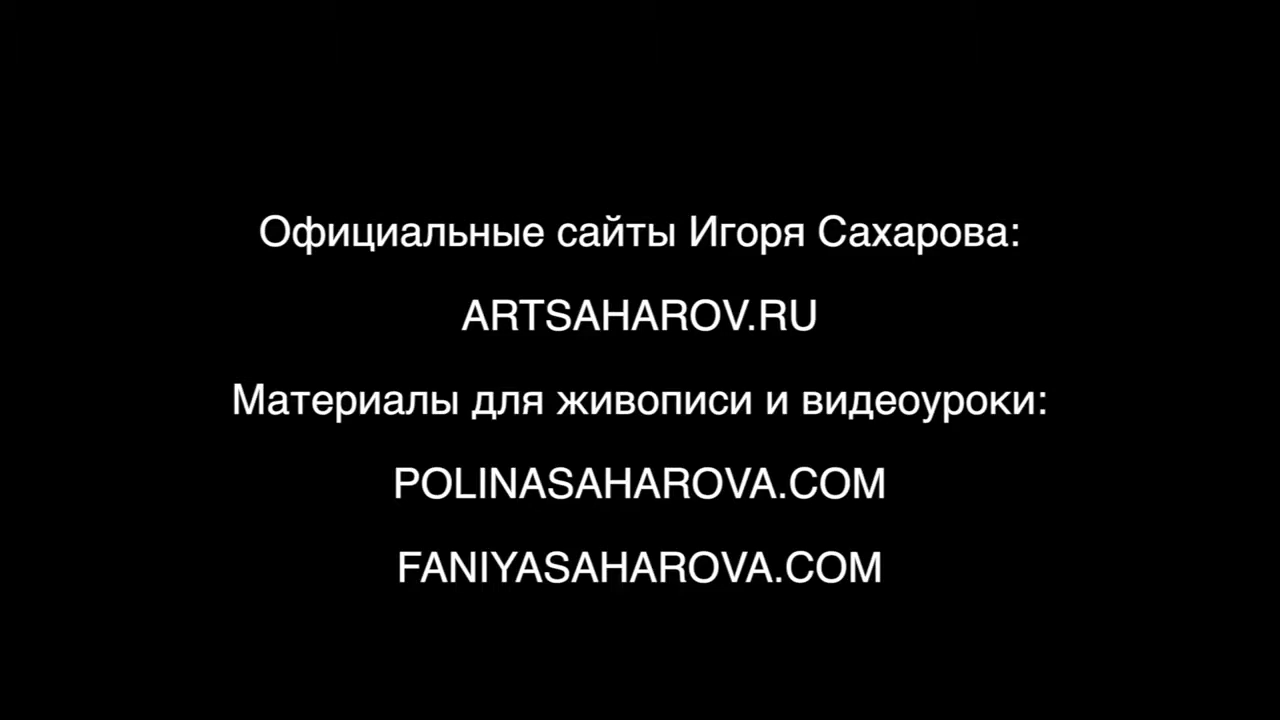 Официальные сайты Игоря Сахарова:
ARTSAHAROV.RU
Материалы для живописи и видеоуроки:
POLINASAHAROVA.COM
FANIYASAHAROVA.COM